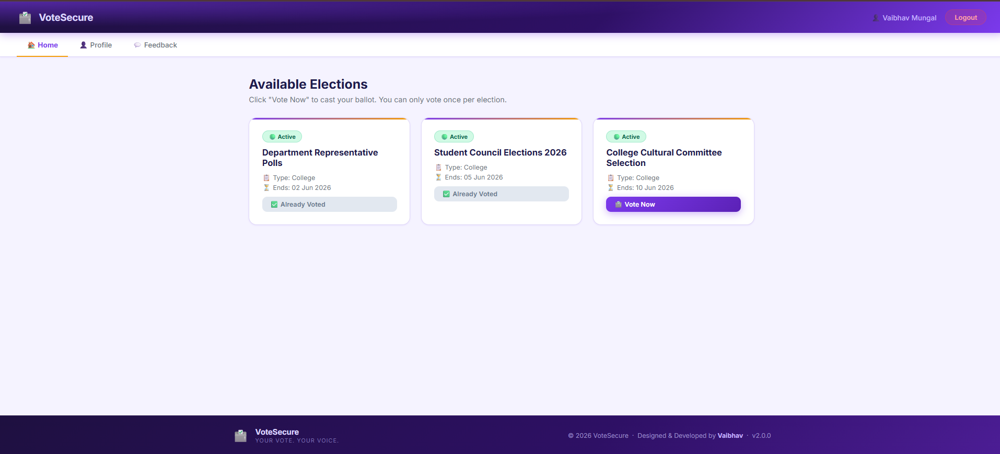 VoteSecure
Vaibhav Mungal
Logout
Home
Profile
Feedback
Available Elections
Click "Vote Now" to cast your ballot. You can only vote once per election.
Active
Department Representative
Polls
Type: College
Ends: 02 Jun 2026
Already Voted
Active
Student Council Elections 2026
Type: College
Ends: 05 Jun 2026
Already Voted
Active
College Cultural Committee
Selection
Type: College
Ends: 10 Jun 2026
Vote Now
VoteSecure
YOUR VOTE. YOUR VOICE.
© 2026 VoteSecure · Designed & Developed by Vaibhav · v2.0.0